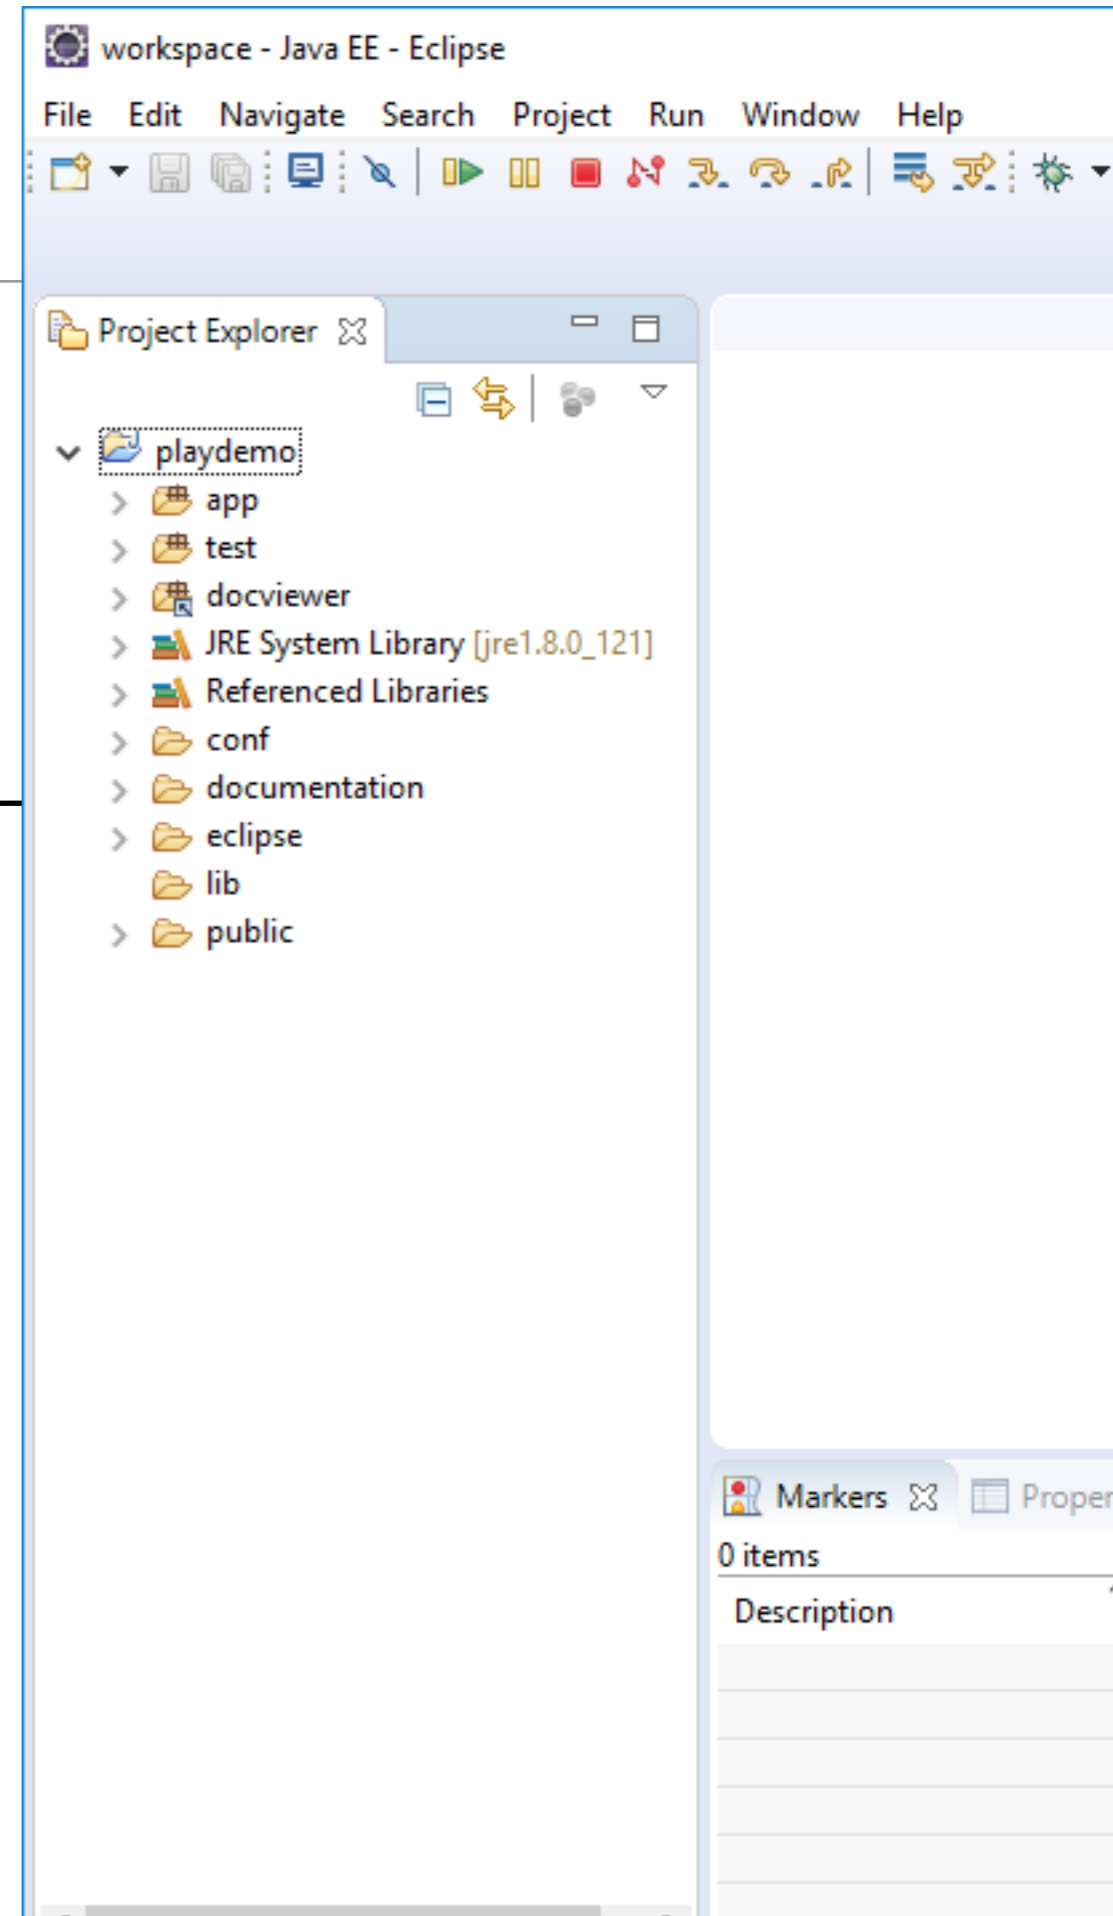 workspace - Java EE - Eclipse
File Edit Navigate Search Project Run Window Help
Project Explorer
playdemo
app
test
docviewer
JRE System Library [jre1.8.0_121]
Referenced Libraries
conf
documentation
eclipse
lib
public
Markers Proper
0 items
Description